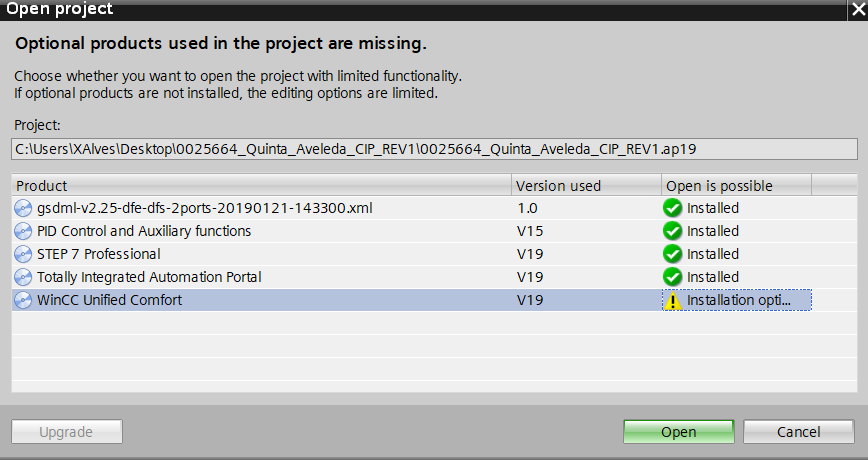 Open project
Optional products used in the project are missing.
Choose whether you want to open the project with limited functionality.
If optional products are not installed, the editing options are limited.
Project:
C:\Users\XAlves\Desktop\0025664_Quinta_Aveleda_CIP_REV1\0025664_Quinta_Aveleda_CIP_REV1.ap19
Product Version used Open is possible
gsdml-v2.25-dfe-dfs-2ports-20190121-143300.xml 1.0 Installed
PID Control and Auxiliary functions V15 Installed
STEP 7 Professional V19 Installed
Totally Integrated Automation Portal V19 Installed
WinCC Unified Comfort V19 Installation opti...
Upgrade Open Cancel